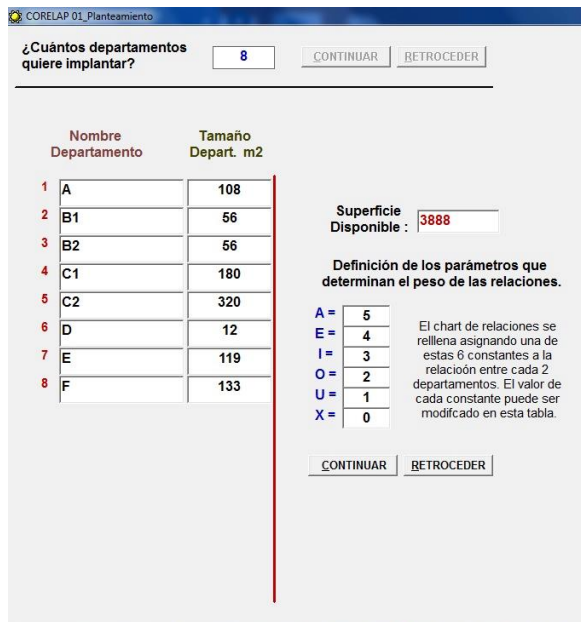 CORELAP 01_Planteamiento
¿Cuántos departamentos
quiere implantar?
8
CONTINUAR
RETROCEDER
Nombre
Departamento
Tamaño
Depart. m2
1 A 108
2 B1 56
3 B2 56
4 C1 180
5 C2 320
6 D 12
7 E 119
8 F 133
Superficie
Disponible : 3888
Definición de los parámetros que
determinan el peso de las relaciones.
A = 5
E = 4
I = 3
O = 2
U = 1
X = 0
El chart de relaciones se
relllena asignando una de
estas 6 constantes a la
relacioón entre cada 2
departamentos. El valor de
cada constante puede ser
modifcado en esta tabla.
CONTINUAR
RETROCEDER